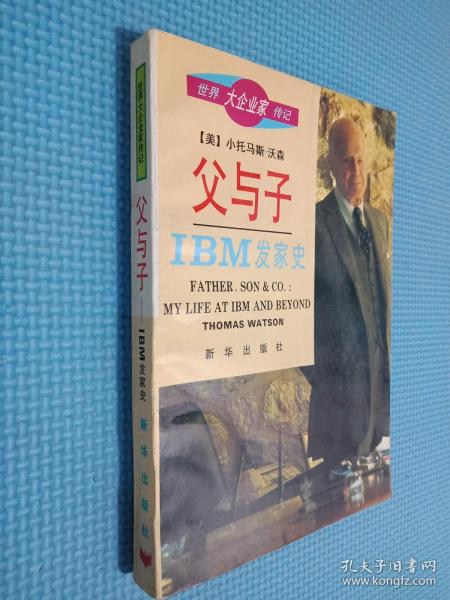 世界大企业家传记
父与子
IBM发家史
新华出版社
世界 大企业家 传记
【美】小托马斯·沃森
父与子
IBM发家史
FATHER, SON & CO.:
MY LIFE AT IBM AND BEYOND
THOMAS WATSON
新华出版社
孔夫子旧书网
www.kongfz.com